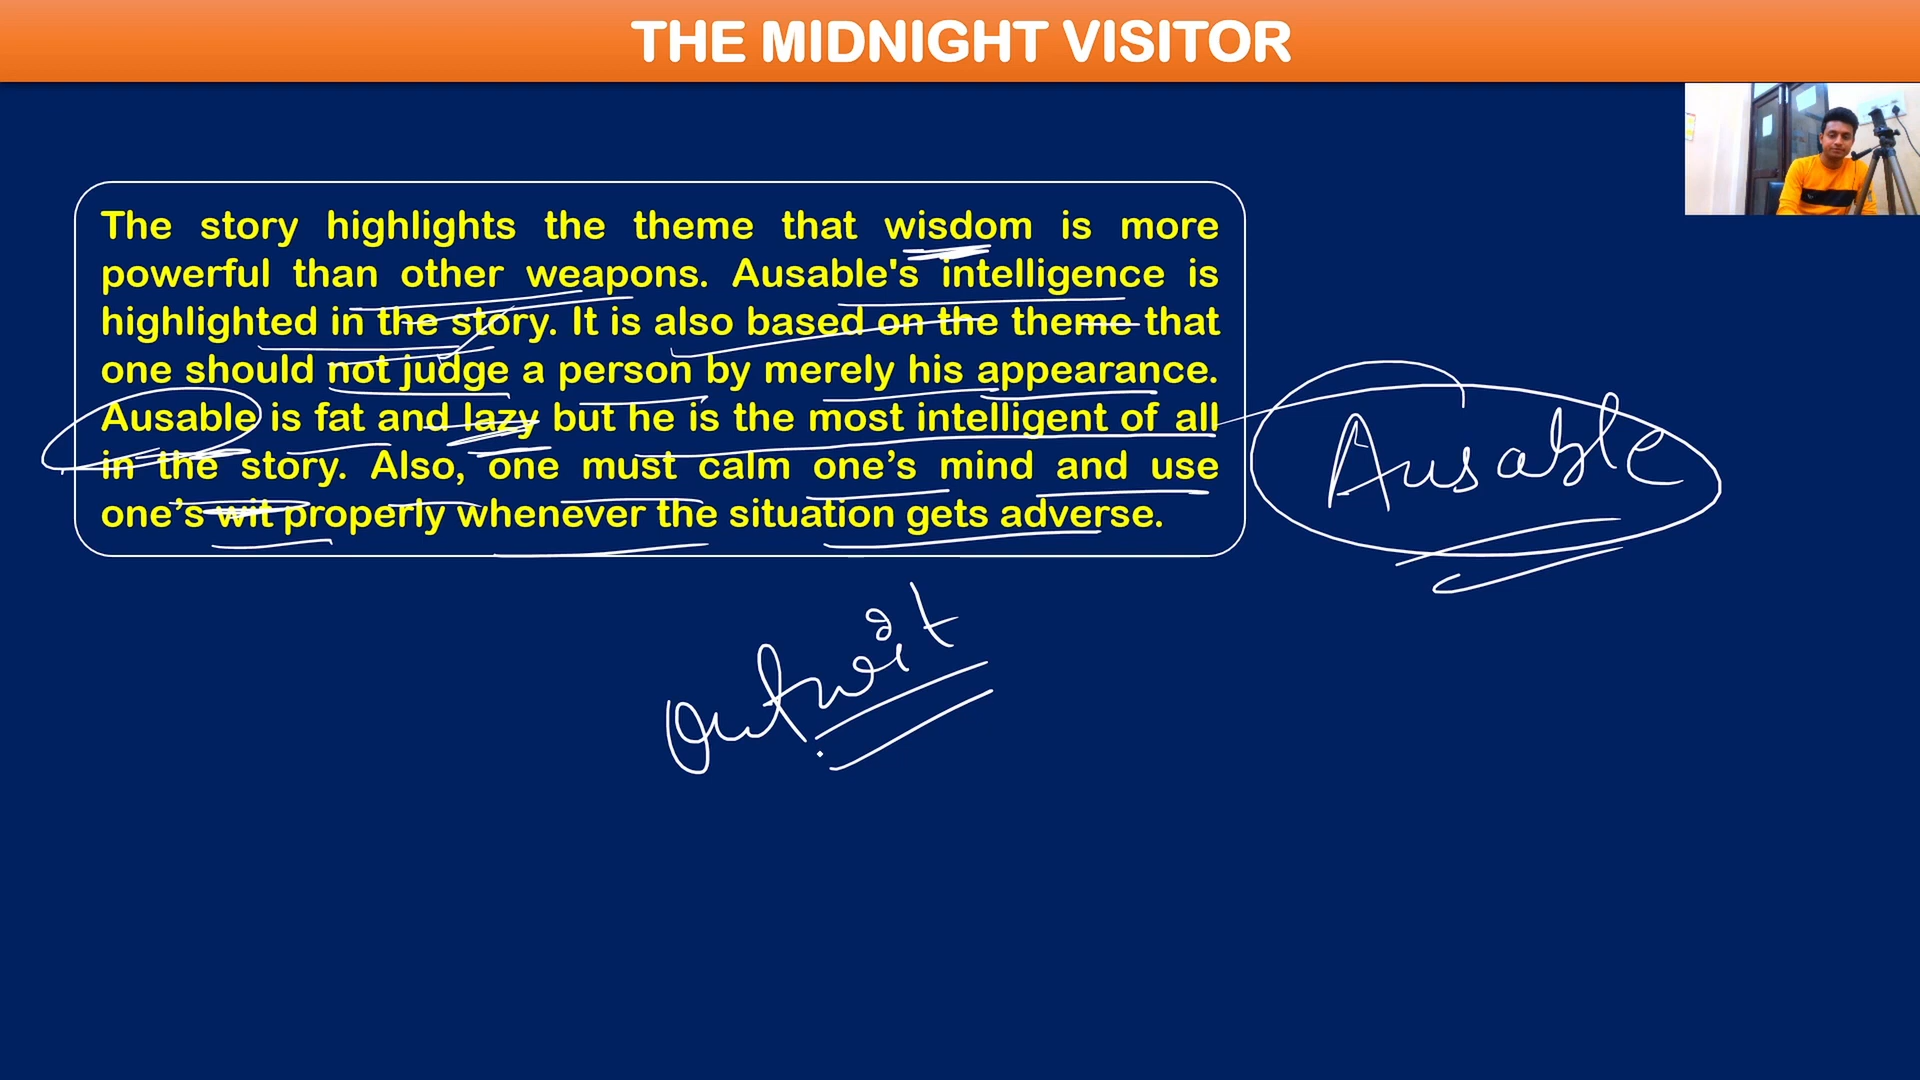 THE MIDNIGHT VISITOR
The story highlights the theme that wisdom is more
powerful than other weapons. Ausable's intelligence is
highlighted in the story. It is also based on the theme that
one should not judge a person by merely his appearance.
Ausable is fat and lazy but he is the most intelligent of all
in the story. Also, one must calm one’s mind and use
one’s wit properly whenever the situation gets adverse.
Ausable
outwit